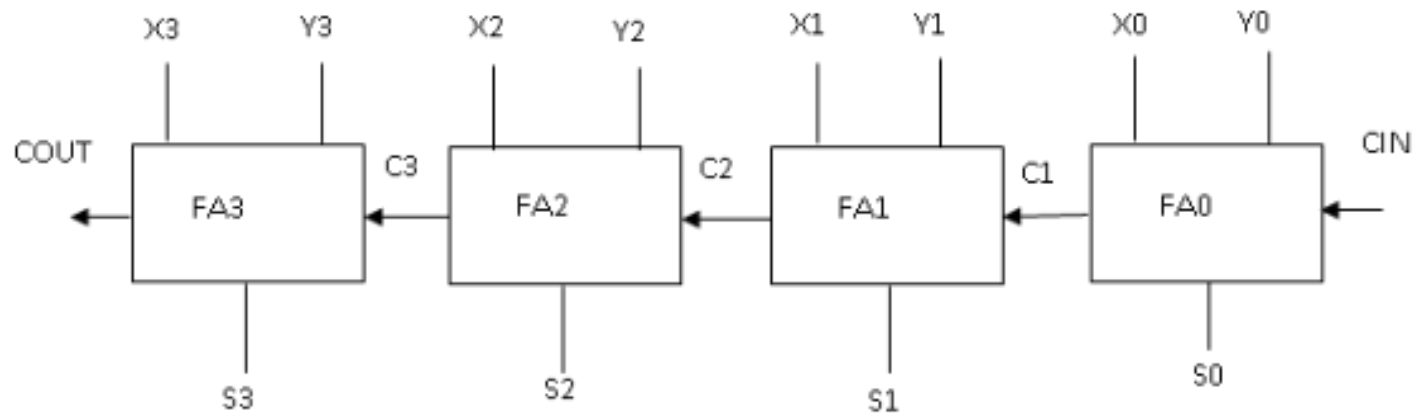 X3 Y3 X2 Y2 X1 Y1 X0 Y0
COUT C3 C2 C1 CIN
FA3 FA2 FA1 FA0
S3 S2 S1 S0